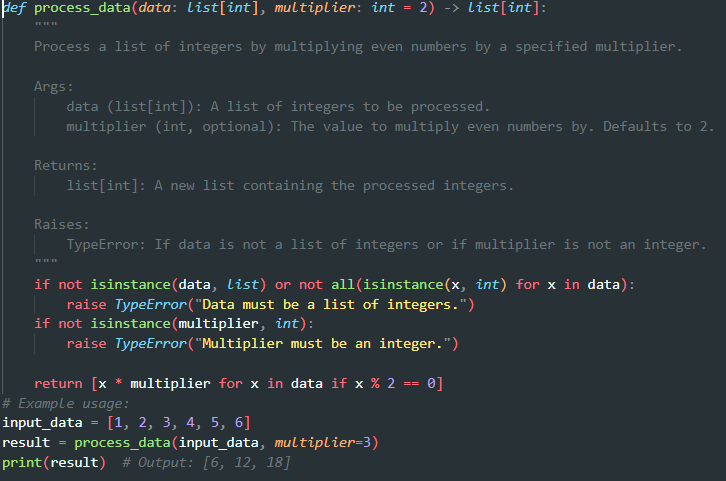 def process_data(data: list[int], multiplier: int = 2) -> list[int]:
    """
    Process a list of integers by multiplying even numbers by a specified multiplier.

    Args:
        data (list[int]): A list of integers to be processed.
        multiplier (int, optional): The value to multiply even numbers by. Defaults to 2.

    Returns:
        list[int]: A new list containing the processed integers.

    Raises:
        TypeError: If data is not a list of integers or if multiplier is not an integer.
    """
    if not isinstance(data, list) or not all(isinstance(x, int) for x in data):
        raise TypeError("Data must be a list of integers.")
    if not isinstance(multiplier, int):
        raise TypeError("Multiplier must be an integer.")

    return [x * multiplier for x in data if x % 2 == 0]
# Example usage:
input_data = [1, 2, 3, 4, 5, 6]
result = process_data(input_data, multiplier=3)
print(result)  # Output: [6, 12, 18]